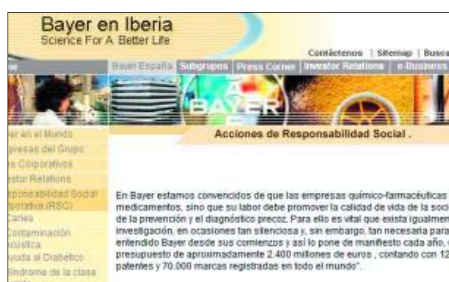 Bayer en Iberia
Science For A Better Life
Contáctenos | Sitemap | Busca
me Bayer España Subgrupos Press Corner Investor Relations e-Business
BAYER
Acciones de Responsabilidad Social .
er en el Mundo
presas del Grupo
s Corporativos
estor Relations
sponsabilidad Social
porativa (RSC)
Caries
Contaminación
Acústica
yuda al Diabético
índrome de la clase
En Bayer estamos convencidos de que las empresas químico-farmacéuticas
medicamentos, sino que su labor debe promover la calidad de vida de la soci
de la prevención y el diagnóstico precoz. Para ello es vital que exista igualmen
investigación, en ocasiones tan silenciosa y, sin embargo, tan necesaria para
entendido Bayer desde sus comienzos y así lo pone de manifiesto cada año,
presupuesto de aproximadamente 2.400 millones de euros , contando con 12
patentes y 70.000 marcas registradas en todo el mundo".